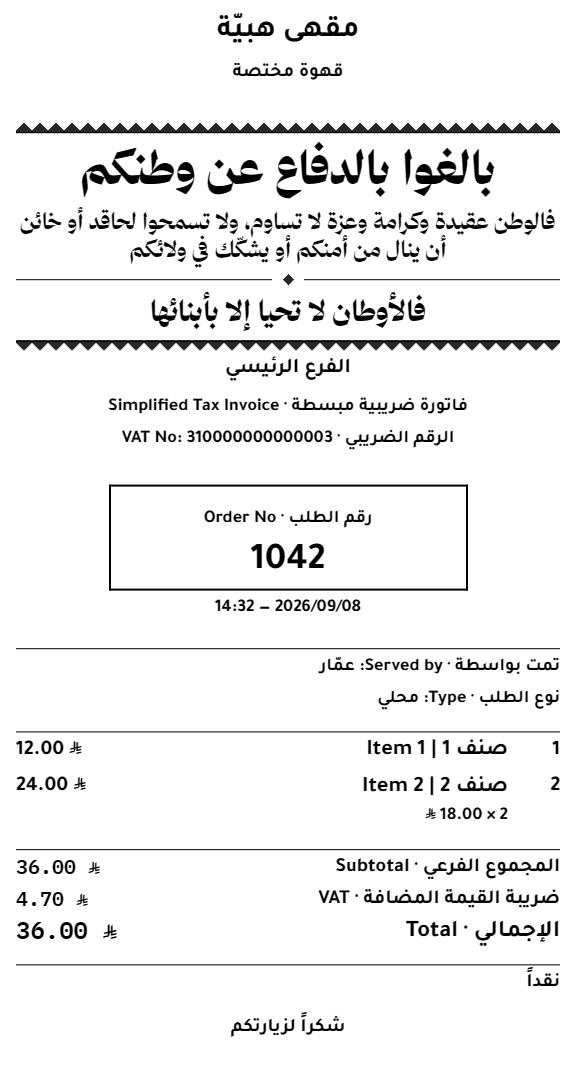 مقهى هبيّة
قهوة مختصة
بالغوا بالدفاع عن وطنكم
فالوطن عقيدة وكرامة وعزة لا تساوم، ولا تسمحوا لحاقد أو خائن
أن ينال من أمنكم أو يشكّك في ولائكم
فالأوطان لا تحيا إلا بأبنائها
الفرع الرئيسي
فاتورة ضريبية مبسطة · Simplified Tax Invoice
الرقم الضريبي · VAT No: 310000000000003
رقم الطلب · Order No
1042
2026/09/08 – 14:32
تمت بواسطة · Served by: عمّار
نوع الطلب · Type: محلي
1 صنف 1 | Item 1 12.00 ⃁
2 صنف 2 | Item 2 24.00 ⃁
2 × 18.00 ⃁
المجموع الفرعي · Subtotal 36.00 ⃁
ضريبة القيمة المضافة · VAT 4.70 ⃁
الإجمالي · Total 36.00 ⃁
نقداً
شكراً لزيارتكم